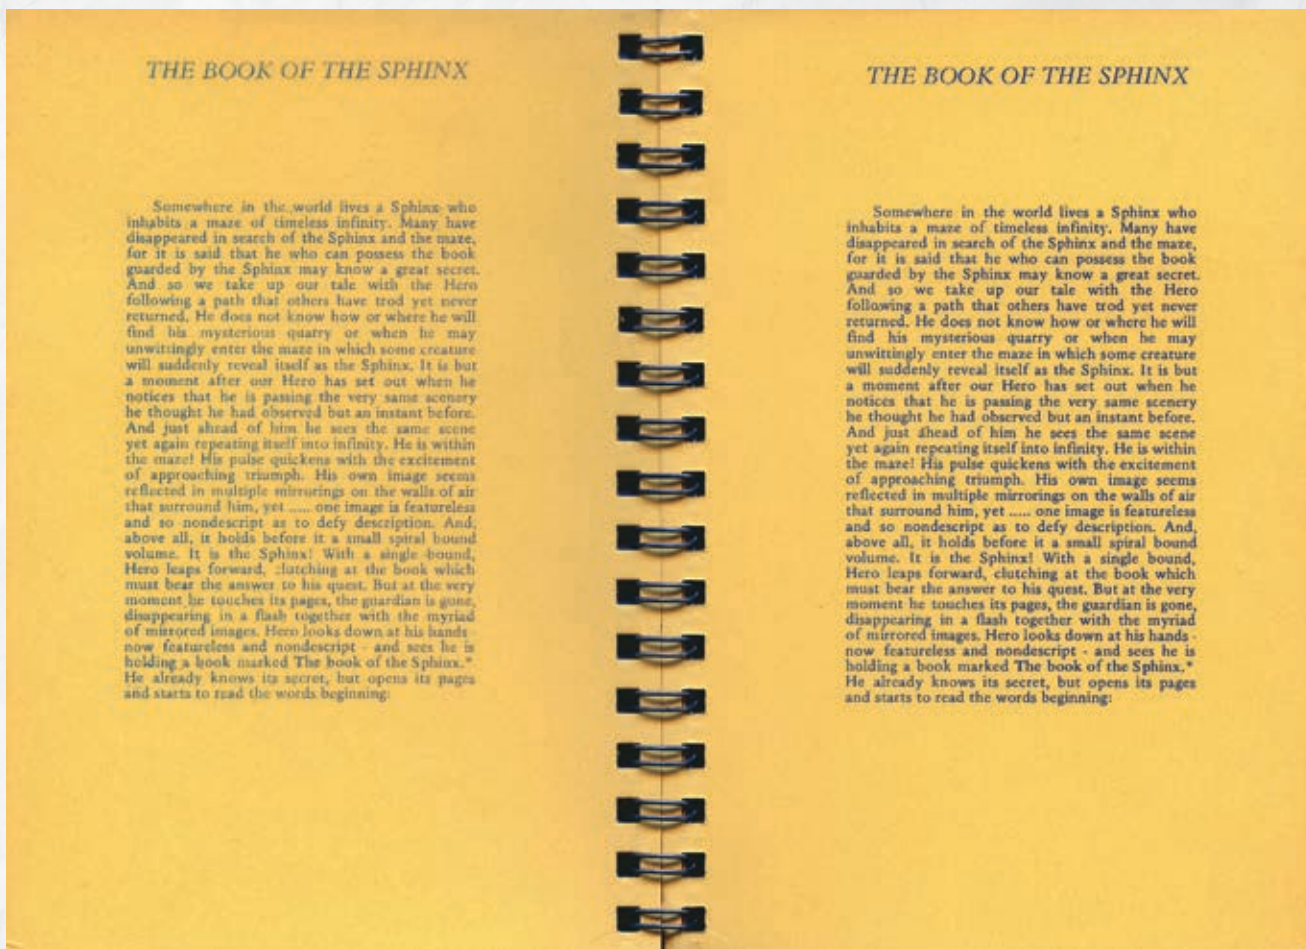 THE BOOK OF THE SPHINX
Somewhere in the world lives a Sphinx who
inhabits a maze of timeless infinity. Many have
disappeared in search of the Sphinx and the maze,
for it is said that he who can possess the book
guarded by the Sphinx may know a great secret.
And so we take up our tale with the Hero
following a path that others have trod yet never
returned. He does not know how or where he will
find his mysterious quarry or when he may
unwittingly enter the maze in which some creature
will suddenly reveal itself as the Sphinx. It is but
a moment after our Hero has set out when he
notices that he is passing the very same scenery
he thought he had observed but an instant before.
And just ahead of him he sees the same scene
yet again repeating itself into infinity. He is within
the maze! His pulse quickens with the excitement
of approaching triumph. His own image seems
reflected in multiple mirrorings on the walls of air
that surround him, yet ..... one image is featureless
and so nondescript as to defy description. And,
above all, it holds before it a small spiral bound
volume. It is the Sphinx! With a single bound,
Hero leaps forward, clutching at the book which
must bear the answer to his quest. But at the very
moment he touches its pages, the guardian is gone,
disappearing in a flash together with the myriad
of mirrored images. Hero looks down at his hands -
now featureless and nondescript - and sees he is
holding a book marked The book of the Sphinx."
He already knows its secret, but opens its pages
and starts to read the words beginning:
THE BOOK OF THE SPHINX
Somewhere in the world lives a Sphinx who
inhabits a maze of timeless infinity. Many have
disappeared in search of the Sphinx and the maze,
for it is said that he who can possess the book
guarded by the Sphinx may know a great secret.
And so we take up our tale with the Hero
following a path that others have trod yet never
returned. He does not know how or where he will
find his mysterious quarry or when he may
unwittingly enter the maze in which some creature
will suddenly reveal itself as the Sphinx. It is but
a moment after our Hero has set out when he
notices that he is passing the very same scenery
he thought he had observed but an instant before.
And just ahead of him he sees the same scene
yet again repeating itself into infinity. He is within
the maze! His pulse quickens with the excitement
of approaching triumph. His own image seems
reflected in multiple mirrorings on the walls of air
that surround him, yet ..... one image is featureless
and so nondescript as to defy description. And,
above all, it holds before it a small spiral bound
volume. It is the Sphinx! With a single bound,
Hero leaps forward, clutching at the book which
must bear the answer to his quest. But at the very
moment he touches its pages, the guardian is gone,
disappearing in a flash together with the myriad
of mirrored images. Hero looks down at his hands -
now featureless and nondescript - and sees he is
holding a book marked The book of the Sphinx."
He already knows its secret, but opens its pages
and starts to read the words beginning: